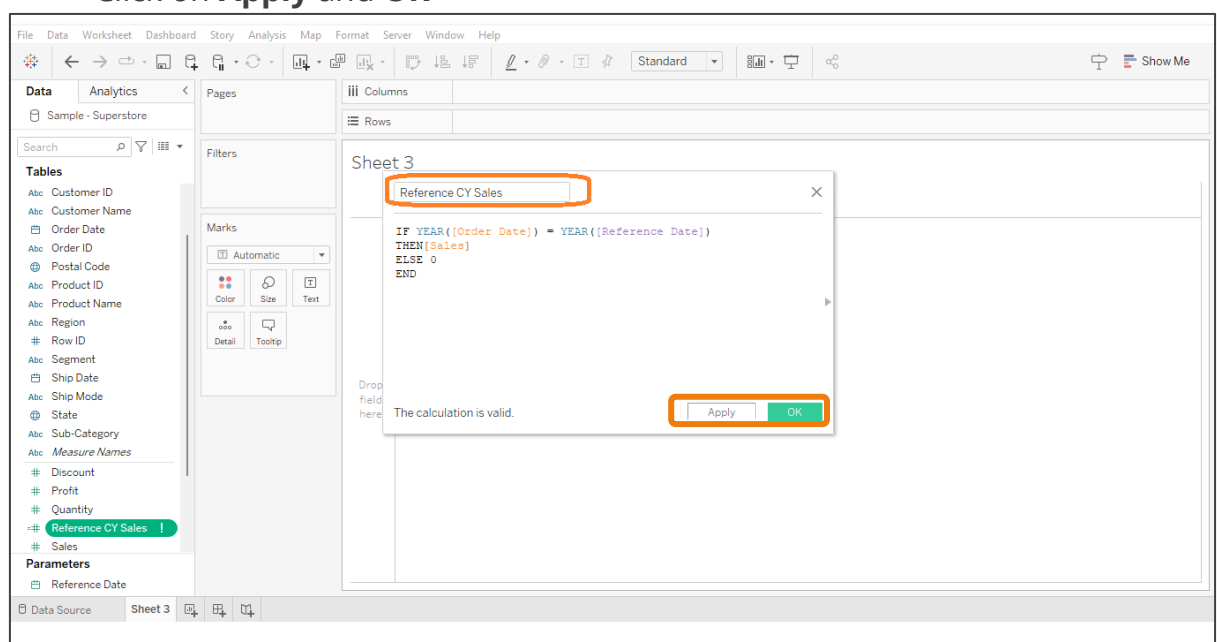 Click on Apply and OK
File Data Worksheet Dashboard Story Analysis Map Format Server Window Help
Standard
Show Me
Data Analytics
Sample - Superstore
Search
Tables
Abc Customer ID
Abc Customer Name
Order Date
Abc Order ID
Postal Code
Abc Product ID
Abc Product Name
Abc Region
# Row ID
Abc Segment
Ship Date
Abc Ship Mode
State
Abc Sub-Category
Abc Measure Names
# Discount
# Profit
# Quantity
=# Reference CY Sales !
# Sales
Parameters
Reference Date
Pages
Filters
Marks
T Automatic
Color Size Text
Detail Tooltip
iii Columns
Rows
Sheet 3
Reference CY Sales
IF YEAR([Order Date]) = YEAR([Reference Date])
THEN[Sales]
ELSE 0
END
Drop
field
here
The calculation is valid.
Apply OK
Data Source Sheet 3